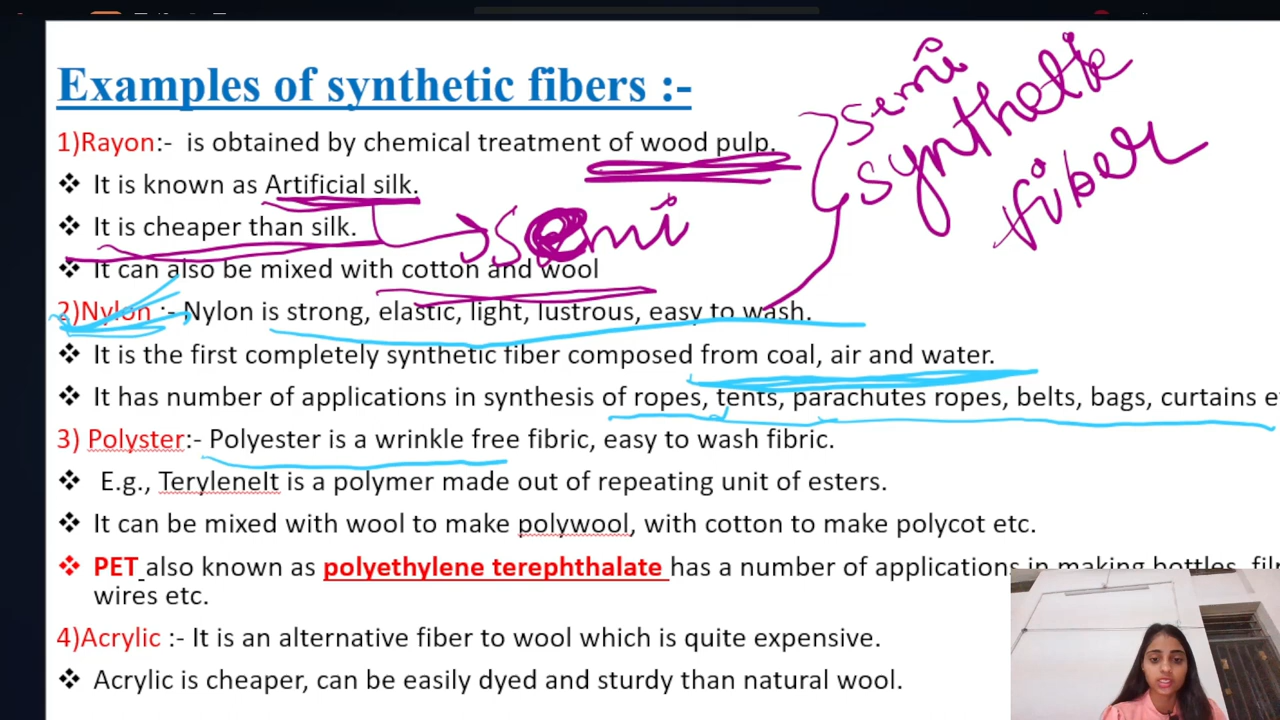 Examples of synthetic fibers :-
1)Rayon:- is obtained by chemical treatment of wood pulp.
❖ It is known as Artificial silk.
❖ It is cheaper than silk.
❖ It can also be mixed with cotton and wool
2)Nylon :- Nylon is strong, elastic, light, lustrous, easy to wash.
❖ It is the first completely synthetic fiber composed from coal, air and water.
❖ It has number of applications in synthesis of ropes, tents, parachutes ropes, belts, bags, curtains e
3) Polyster:- Polyester is a wrinkle free fibric, easy to wash fibric.
❖ E.g., TeryleneIt is a polymer made out of repeating unit of esters.
❖ It can be mixed with wool to make polywool, with cotton to make polycot etc.
❖ PET also known as polyethylene terephthalate has a number of applications in making bottles,
wires etc.
4)Acrylic :- It is an alternative fiber to wool which is quite expensive.
❖ Acrylic is cheaper, can be easily dyed and sturdy than natural wool.
semi
synthetic
fiber
semi